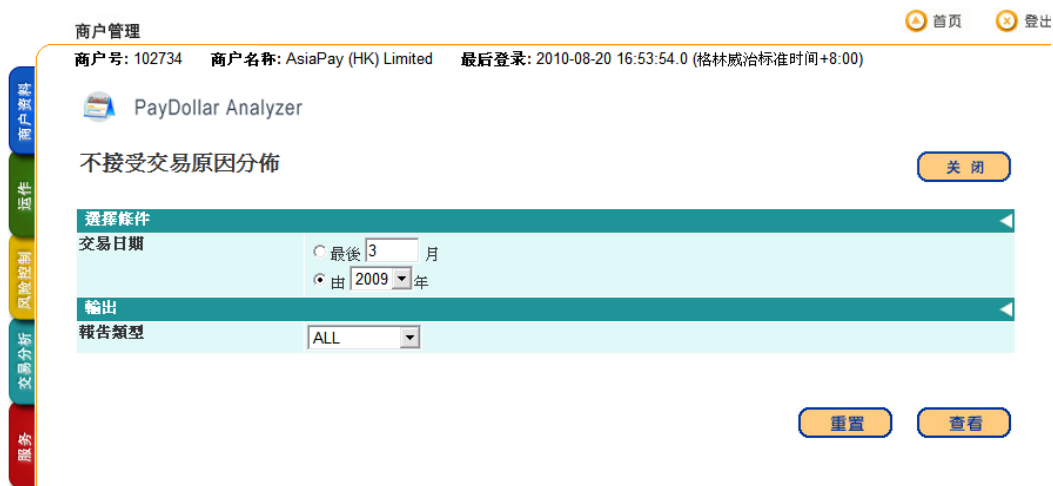 首页 登出
商户管理
商户号: 102734 商户名称: AsiaPay (HK) Limited 最后登录: 2010-08-20 16:53:54.0 (格林威治标准时间+8:00)
商户资料
运作
风险控制
交易分析
服务
PayDollar Analyzer
不接受交易原因分佈
关 闭
選擇條件
交易日期
最後 3 月
由 2009 年
輸出
報告類型
ALL
重置 查看